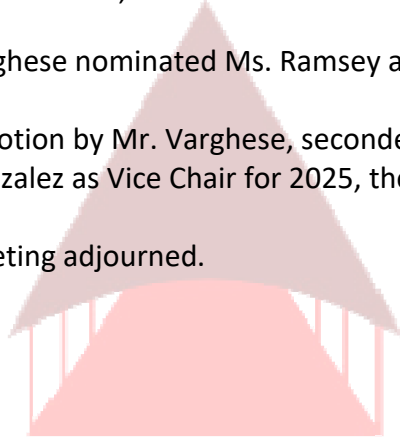 ghese nominated Ms. Ramsey a
otion by Mr. Varghese, seconde
zalez as Vice Chair for 2025, the
eting adjourned.